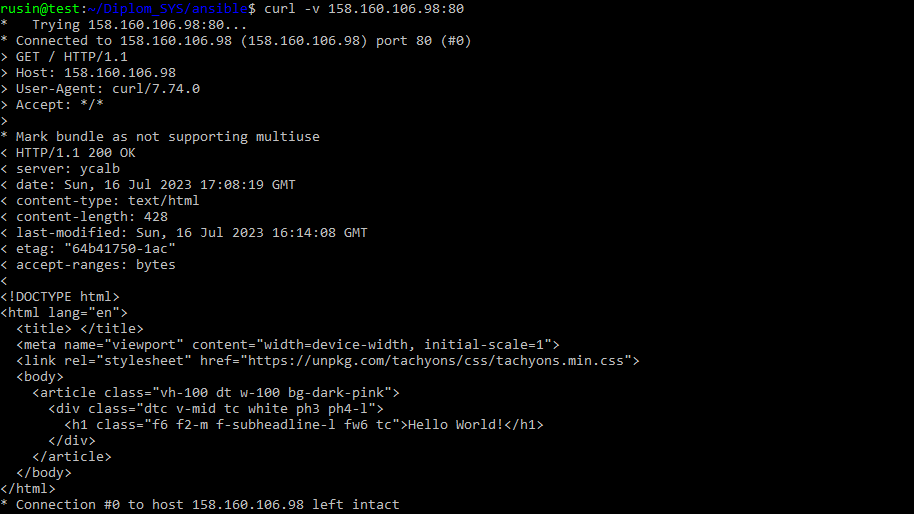 rusin@test:~/Diplom_SYS/ansible$ curl -v 158.160.106.98:80
*   Trying 158.160.106.98:80...
* Connected to 158.160.106.98 (158.160.106.98) port 80 (#0)
> GET / HTTP/1.1
> Host: 158.160.106.98
> User-Agent: curl/7.74.0
> Accept: */*
>
* Mark bundle as not supporting multiuse
< HTTP/1.1 200 OK
< server: ycalb
< date: Sun, 16 Jul 2023 17:08:19 GMT
< content-type: text/html
< content-length: 428
< last-modified: Sun, 16 Jul 2023 16:14:08 GMT
< etag: "64b41750-1ac"
< accept-ranges: bytes
<
<!DOCTYPE html>
<html lang="en">
  <title> </title>
  <meta name="viewport" content="width=device-width, initial-scale=1">
  <link rel="stylesheet" href="https://unpkg.com/tachyons/css/tachyons.min.css">
  <body>
    <article class="vh-100 dt w-100 bg-dark-pink">
      <div class="dtc v-mid tc white ph3 ph4-l">
        <h1 class="f6 f2-m f-subheadline-l fw6 tc">Hello World!</h1>
      </div>
    </article>
  </body>
</html>
* Connection #0 to host 158.160.106.98 left intact